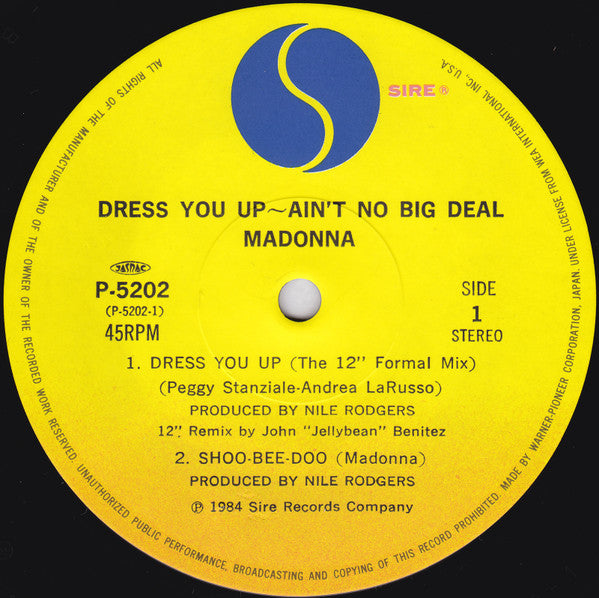 SIRE®
DRESS YOU UP~AIN'T NO BIG DEAL
MADONNA
JASRAC
P-5202
(P-5202-1)
45RPM
SIDE
1
STEREO
1. DRESS YOU UP (The 12" Formal Mix)
(Peggy Stanziale-Andrea LaRusso)
PRODUCED BY NILE RODGERS
12" Remix by John "Jellybean" Benitez
2. SHOO-BEE-DOO (Madonna)
PRODUCED BY NILE RODGERS
Ⓟ 1984 Sire Records Company
ALL RIGHTS OF THE MANUFACTURER AND OF THE OWNER OF THE RECORDED WORK RESERVED. UNAUTHORIZED PUBLIC PERFORMANCE, BROADCASTING AND COPYING OF THIS RECORD PROHIBITED. MADE BY WARNER-PIONEER CORPORATION, JAPAN. UNDER LICENSE FROM WEA INTERNATIONAL INC., U.S.A.